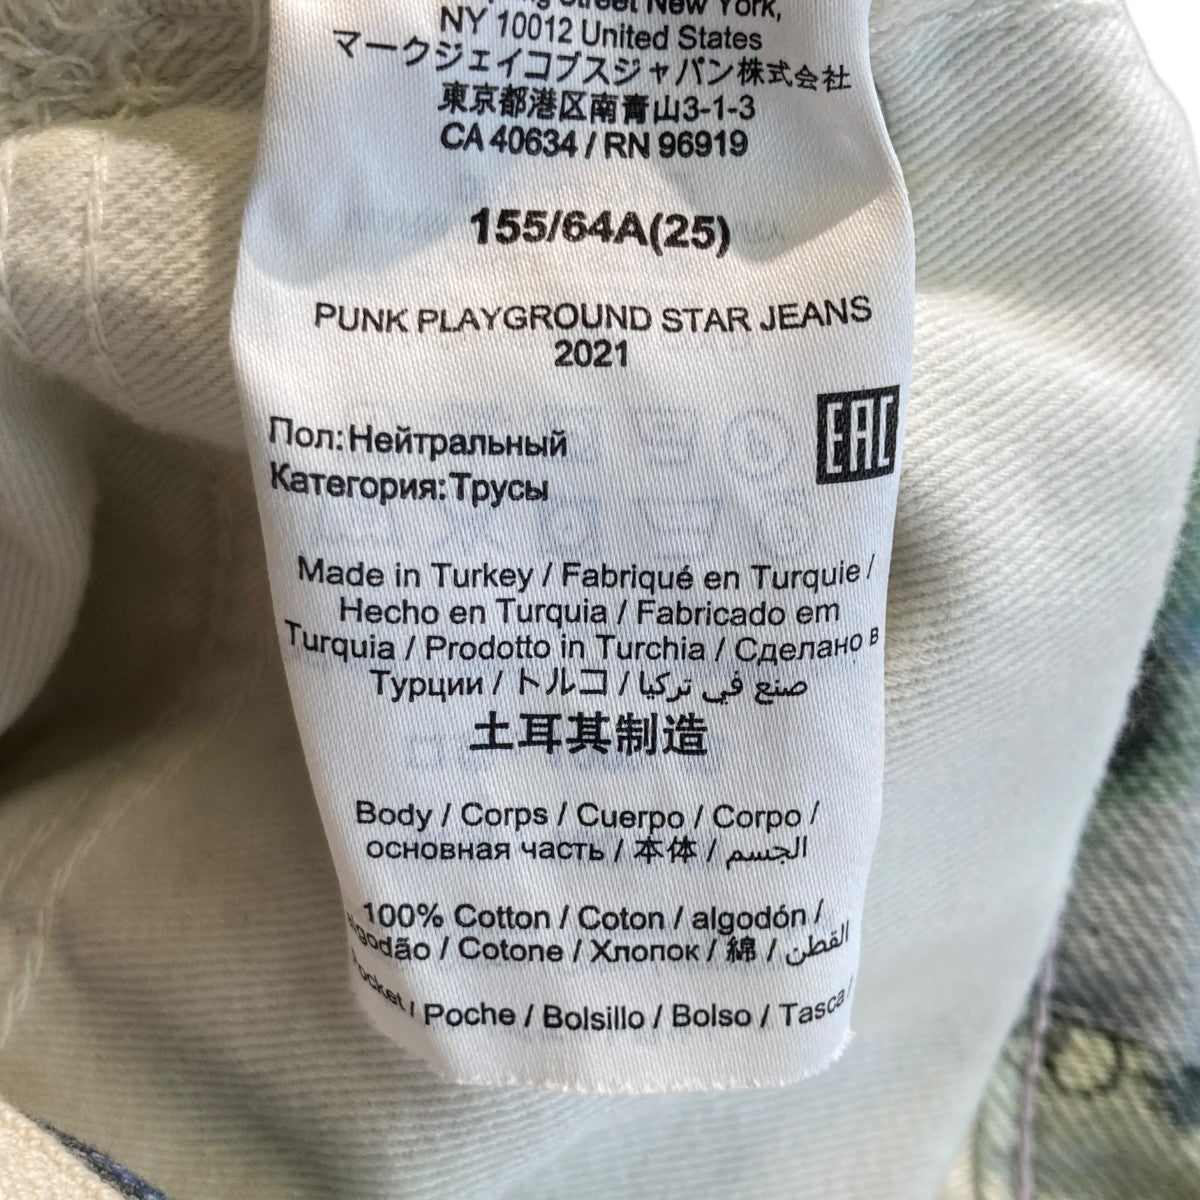 Street New York,
NY 10012 United States
マークジェイコブスジャパン株式会社
東京都港区南青山3-1-3
CA 40634 / RN 96919
155/64A(25)
PUNK PLAYGROUND STAR JEANS
2021
Пол:Нейтральный
Категория:Трусы
EAC
Made in Turkey / Fabriqué en Turquie /
Hecho en Turquia / Fabricado em
Turquia / Prodotto in Turchia / Сделано в
Турции / トルコ / صنع في تركيا
土耳其制造
Body / Corps / Cuerpo / Corpo /
основная часть / 本体 / الجسم
100% Cotton / Coton / algodón /
algodão / Cotone / Хлопок / 綿 / القطن
Pocket / Poche / Bolsillo / Bolso / Tasca /